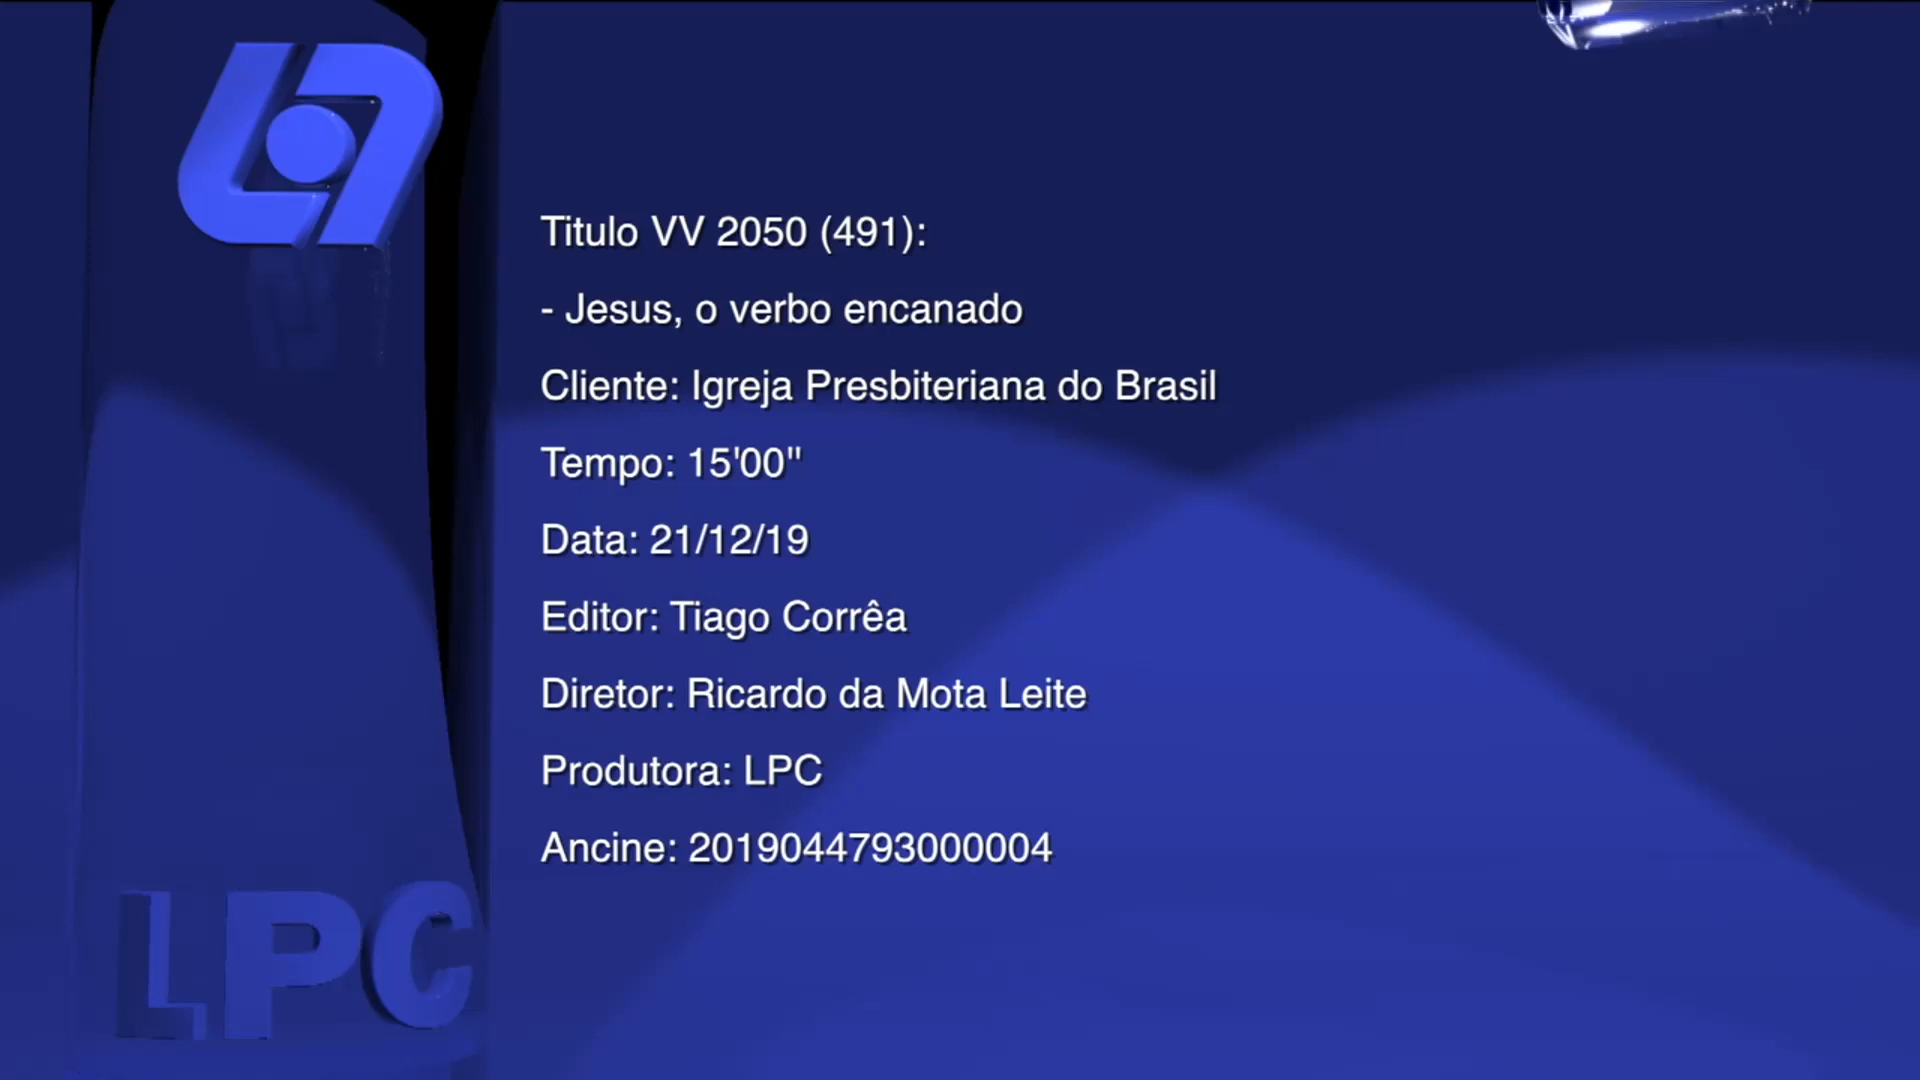 Titulo VV 2050 (491):
- Jesus, o verbo encanado
Cliente: Igreja Presbiteriana do Brasil
Tempo: 15'00"
Data: 21/12/19
Editor: Tiago Corrêa
Diretor: Ricardo da Mota Leite
Produtora: LPC
Ancine: 2019044793000004
LPC